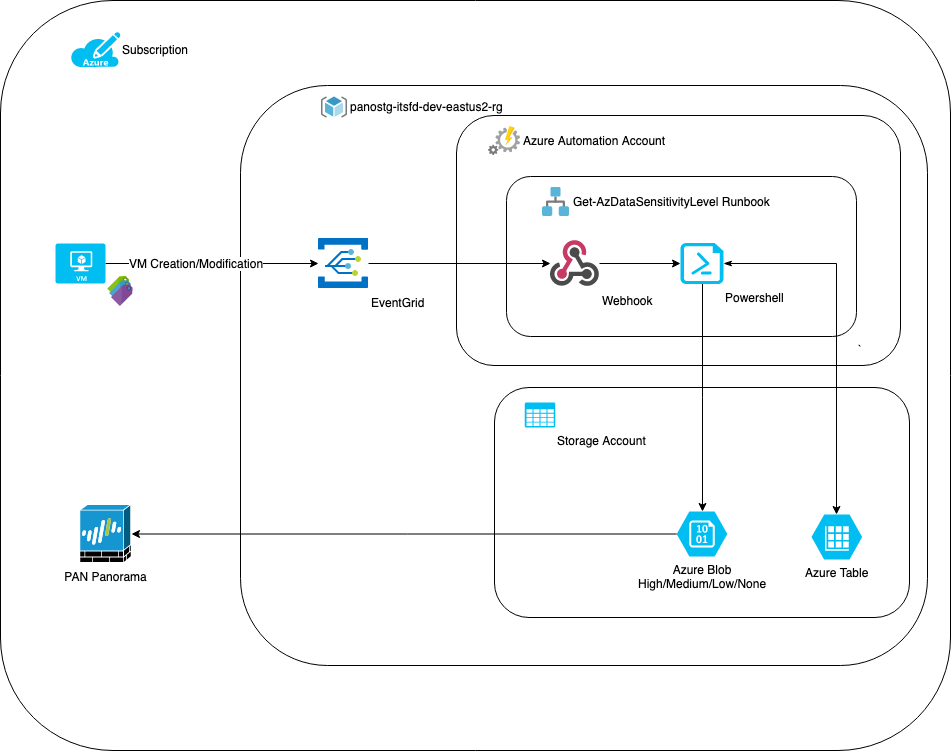 Azure
Subscription
panostg-itsfd-dev-eastus2-rg
Azure Automation Account
Get-AzDataSensitivityLevel Runbook
VM
VM Creation/Modification
EventGrid
Webhook
Powershell
Storage Account
PAN Panorama
10
01
Azure Blob
High/Medium/Low/None
Azure Table